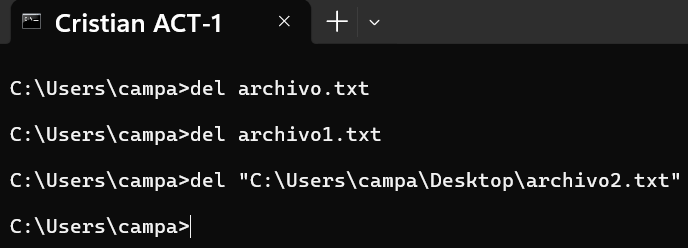 Cristian ACT-1
C:\Users\campa>del archivo.txt
C:\Users\campa>del archivo1.txt
C:\Users\campa>del "C:\Users\campa\Desktop\archivo2.txt"
C:\Users\campa>